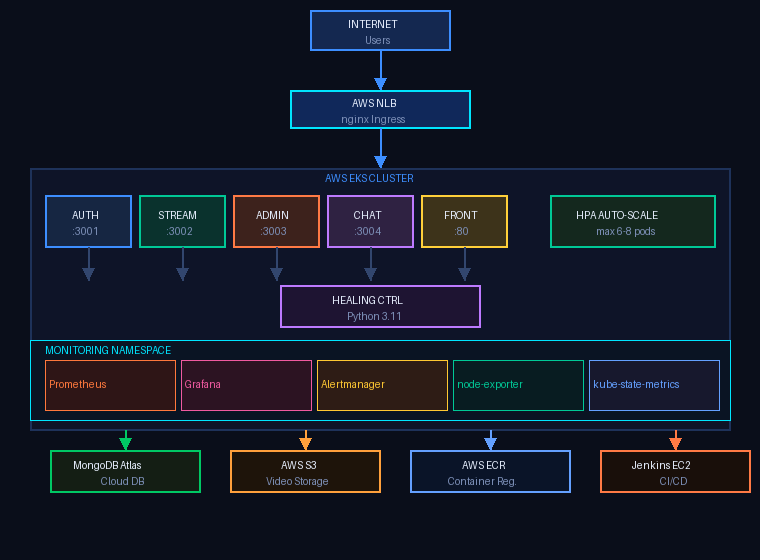 INTERNET
Users
AWS NLB
nginx Ingress
AWS EKS CLUSTER
AUTH
:3001
STREAM
:3002
ADMIN
:3003
CHAT
:3004
FRONT
:80
HPA AUTO-SCALE
max 6-8 pods
HEALING CTRL
Python 3.11
MONITORING NAMESPACE
Prometheus
Grafana
Alertmanager
node-exporter
kube-state-metrics
MongoDB Atlas
Cloud DB
AWS S3
Video Storage
AWS ECR
Container Reg.
Jenkins EC2
CI/CD